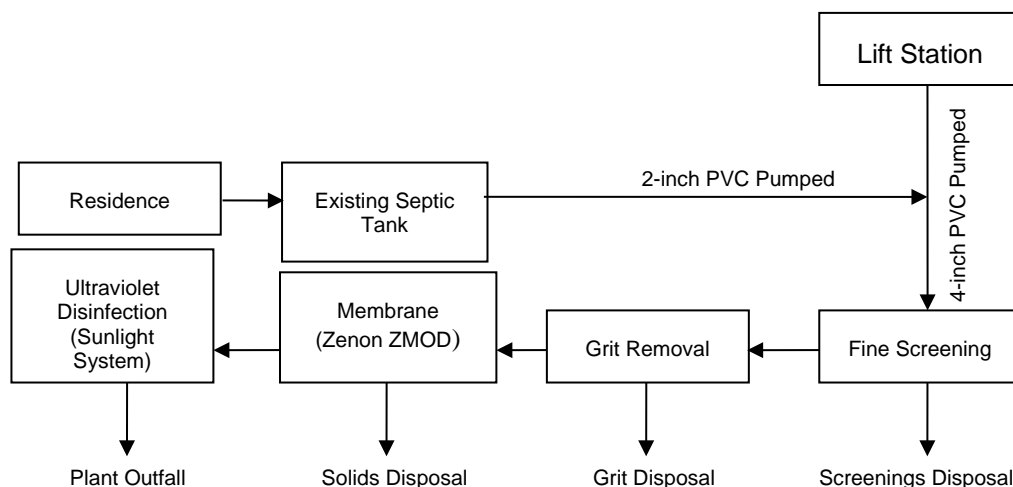 Lift Station
2-inch PVC Pumped
4-inch PVC Pumped
Residence
Existing Septic
Tank
Ultraviolet
Disinfection
(Sunlight
System)
Membrane
(Zenon ZMOD)
Grit Removal
Fine Screening
Plant Outfall
Solids Disposal
Grit Disposal
Screenings Disposal